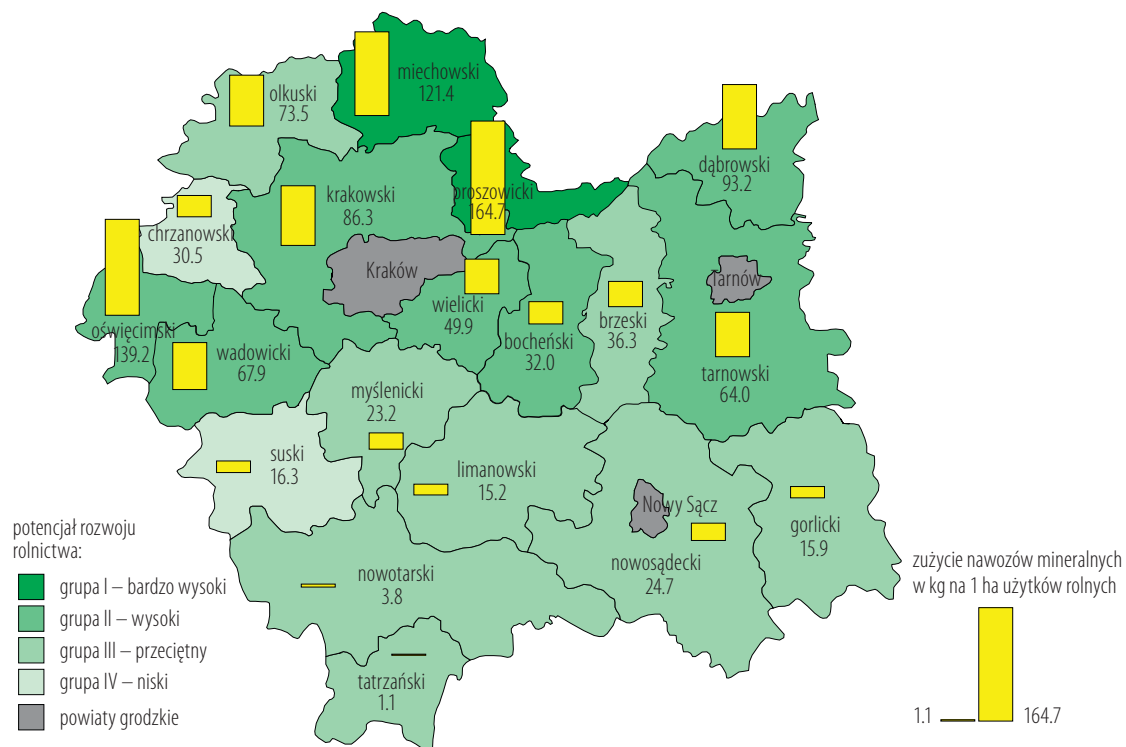 miechowski
121.4
olkuski
73.5
dąbrowski
93.2
proszowicki
164.7
krakowski
86.3
chrzanowski
30.5
Kraków
Tarnów
wielicki
49.9
brzeski
36.3
oświęcimski
139.2
wadowicki
67.9
bocheński
32.0
tarnowski
64.0
myślenicki
23.2
suski
16.3
limanowski
15.2
Nowy Sącz
gorlicki
15.9
nowosądecki
24.7
nowotarski
3.8
tatrzański
1.1
potencjał rozwoju
rolnictwa:
grupa I – bardzo wysoki
grupa II – wysoki
grupa III – przeciętny
grupa IV – niski
powiaty grodzkie
zużycie nawozów mineralnych
w kg na 1 ha użytków rolnych
1.1
164.7